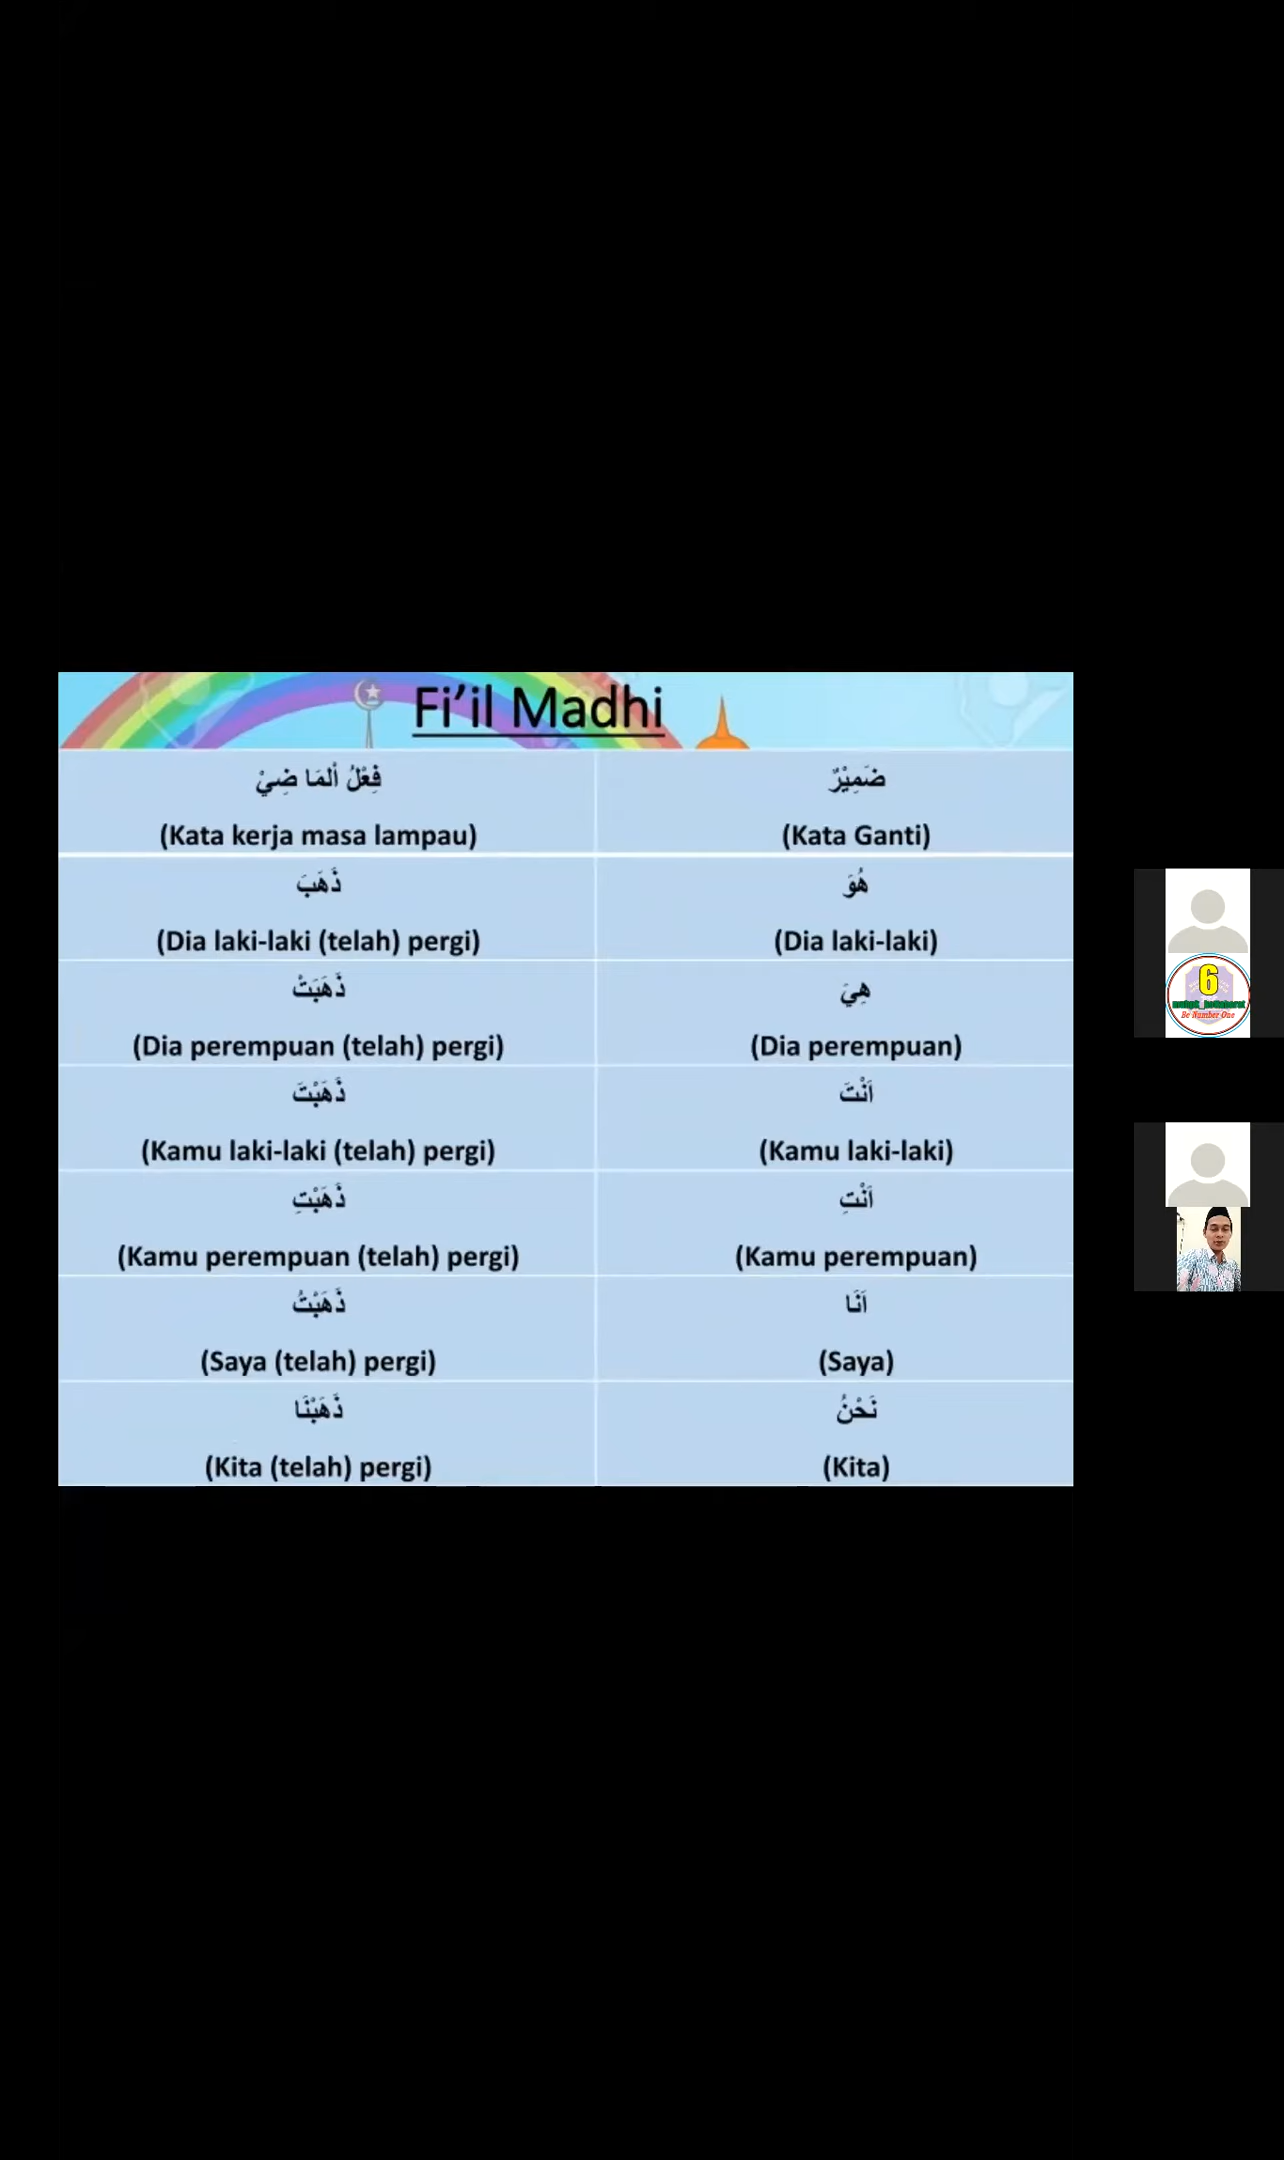 Fi’il Madhi
ضَمِيْرٌ
(Kata Ganti)
فِعْلُ ألمَا ضِيْ
(Kata kerja masa lampau)
هُوَ
(Dia laki-laki)
ذَهَبَ
(Dia laki-laki (telah) pergi)
هِيَ
(Dia perempuan)
ذَهَبَتْ
(Dia perempuan (telah) pergi)
اَنْتَ
(Kamu laki-laki)
ذَهَبْتَ
(Kamu laki-laki (telah) pergi)
اَنْتِ
(Kamu perempuan)
ذَهَبْتِ
(Kamu perempuan (telah) pergi)
اَنَا
(Saya)
ذَهَبْتُ
(Saya (telah) pergi)
نَحْنُ
(Kita)
ذَهَبْنَا
(Kita (telah) pergi)
6
Be Number One